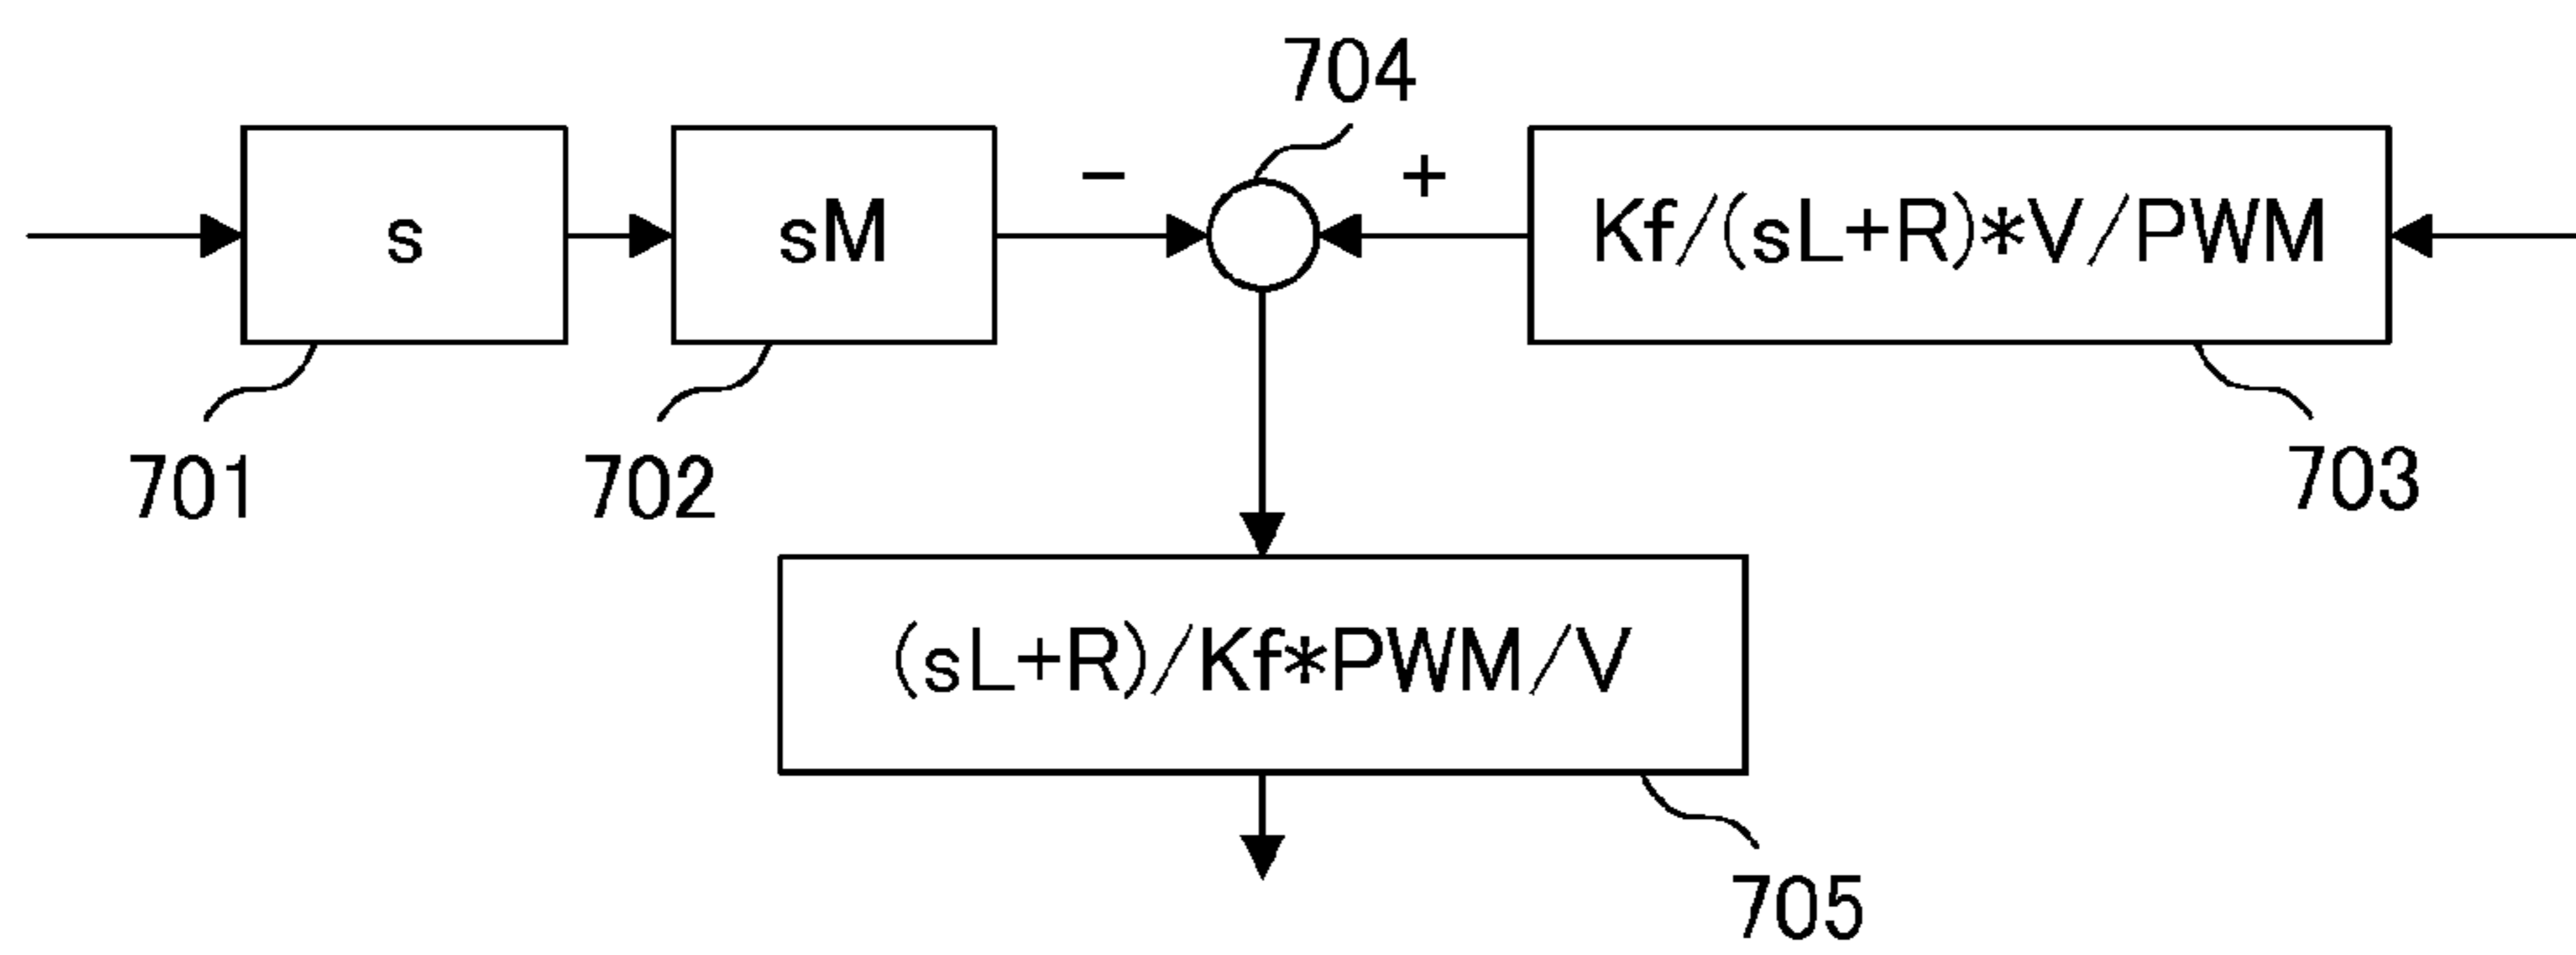 704
− +
s sM Kf/(sL+R)*V/PWM
701 702 703
(sL+R)/Kf*PWM/V
705